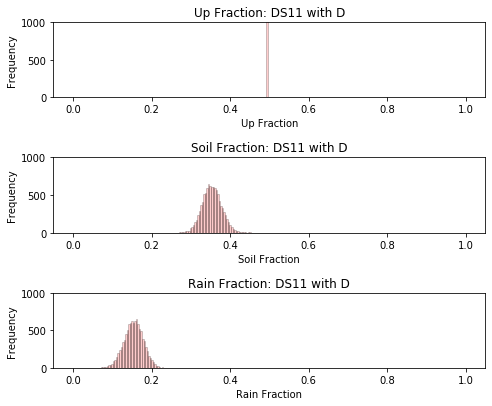 Up Fraction: DS11 with D
1000
500
0
Frequency
0.0 0.2 0.4 0.6 0.8 1.0
Up Fraction
Soil Fraction: DS11 with D
1000
500
0
Frequency
0.0 0.2 0.4 0.6 0.8 1.0
Soil Fraction
Rain Fraction: DS11 with D
1000
500
0
Frequency
0.0 0.2 0.4 0.6 0.8 1.0
Rain Fraction